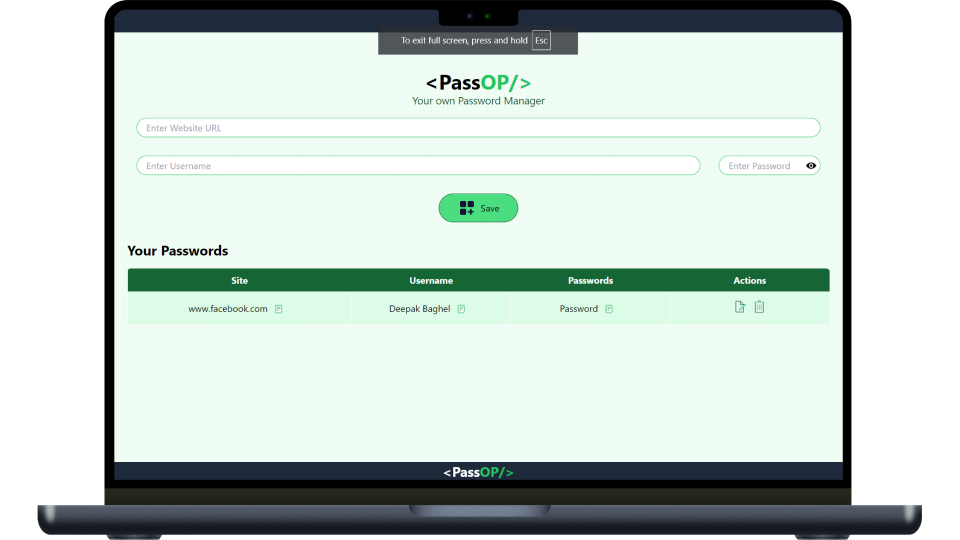 To exit full screen, press and hold Esc
<PassOP/>
Your own Password Manager
Enter Website URL
Enter Username Enter Password
Save
Your Passwords
Site Username Passwords Actions
www.facebook.com Deepak Baghel Password
<PassOP/>